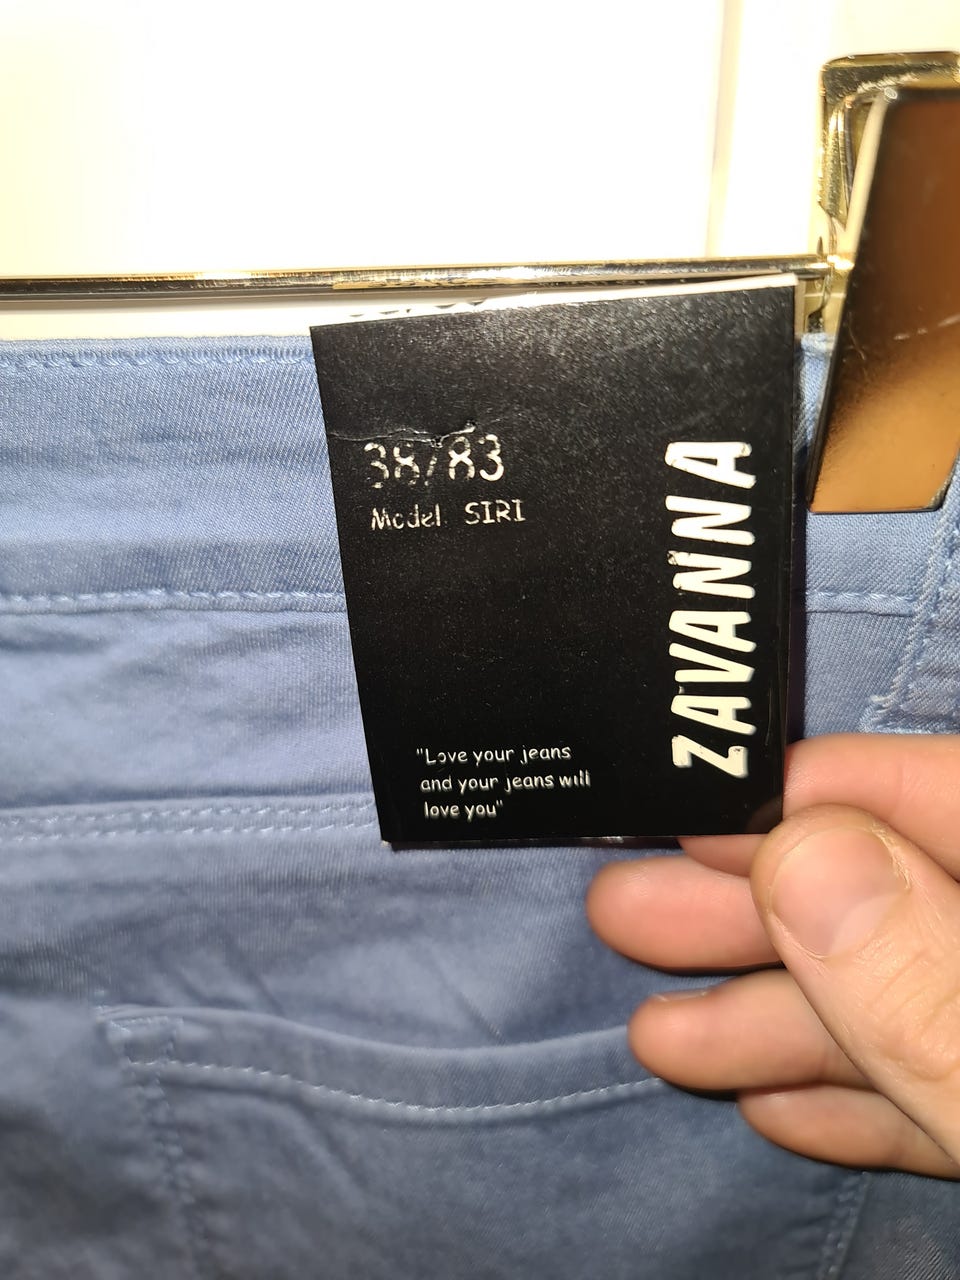 38/83
Model: SIRI
ZAVANNA
"Love your jeans
and your jeans will
love you"